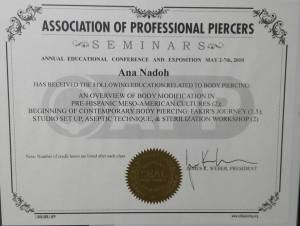 ASSOCIATION OF PROFESSIONAL PIERCERS
SEMINARS
ANNUAL EDUCATIONAL CONFERENCE AND EXPOSITION MAY 2-7th, 2010
Ana Nadoh
HAS RECEIVED THE FOLLOWING EDUCATION RELATED TO BODY PIERCING
AN OVERVIEW OF BODY MODIFICATION IN
PRE-HISPANIC MESO-AMERICAN CULTURES (2);
BEGINNING OF CONTEMPORARY BODY PIERCING: FAKIR'S JOURNEY (1.5);
STUDIO SET UP, ASEPTIC TECHNIQUE, & STERILIZATION WORKSHOP (2)
Note: Number of credit hours are listed after each class.
JAMES R. WEBER, PRESIDENT
SEAL